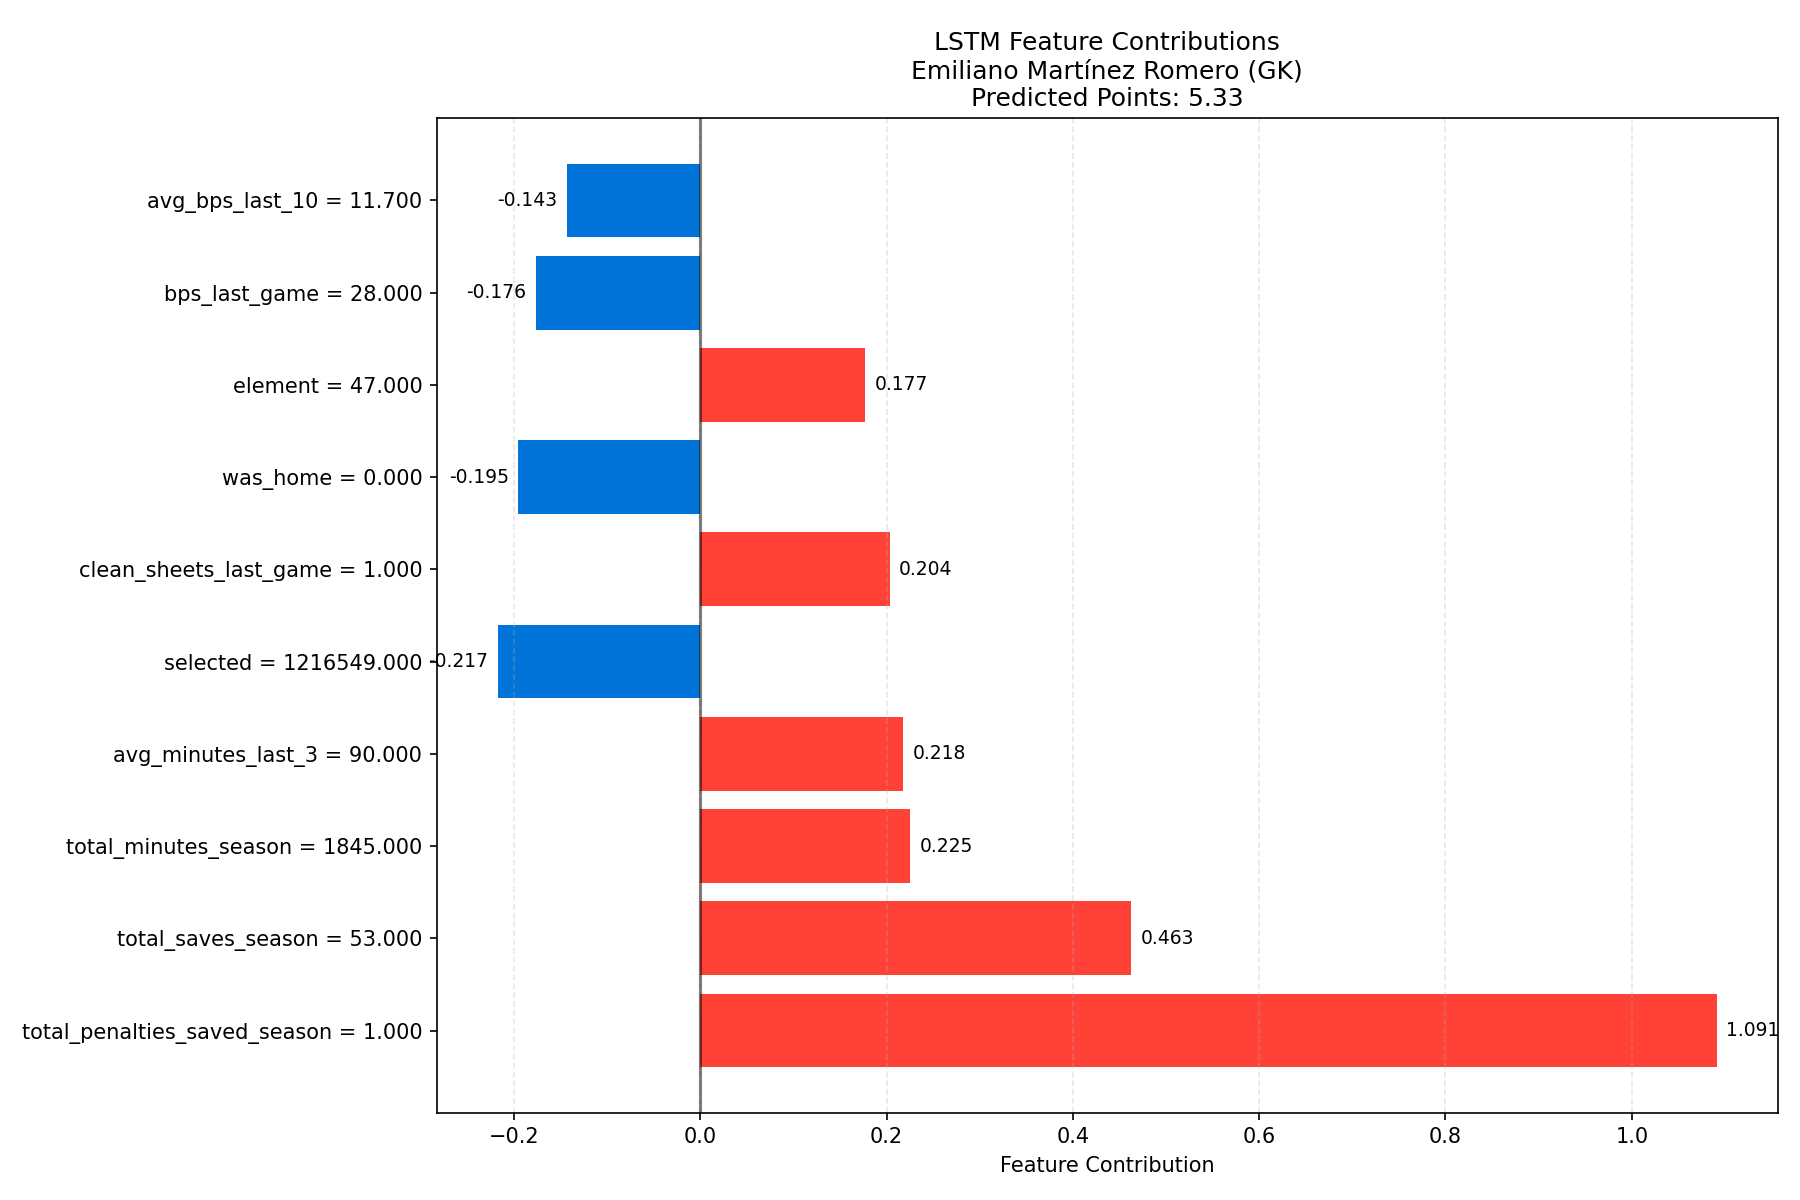 LSTM Feature Contributions
Emiliano Martínez Romero (GK)
Predicted Points: 5.33
avg_bps_last_10 = 11.700
-0.143
bps_last_game = 28.000
-0.176
element = 47.000
0.177
was_home = 0.000
-0.195
clean_sheets_last_game = 1.000
0.204
selected = 1216549.000
-0.217
avg_minutes_last_3 = 90.000
0.218
total_minutes_season = 1845.000
0.225
total_saves_season = 53.000
0.463
total_penalties_saved_season = 1.000
1.091
−0.2 0.0 0.2 0.4 0.6 0.8 1.0
Feature Contribution